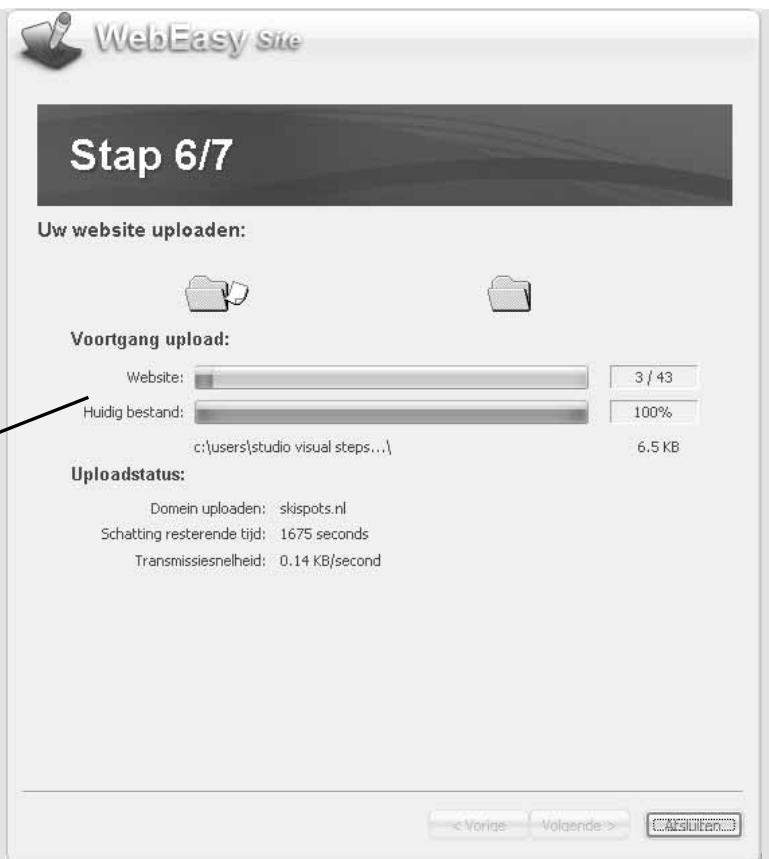 WebEasy Site
Stap 6/7
Uw website uploaden:
Voortgang upload:
Website: 3 / 43
Huidig bestand: 100%
c:\users\studio visual steps...\ 6.5 KB
Uploadstatus:
Domein uploaden: skispots.nl
Schatting resterende tijd: 1675 seconds
Transmissiesnelheid: 0.14 KB/second
< Vorige Volgende > Afsluiten